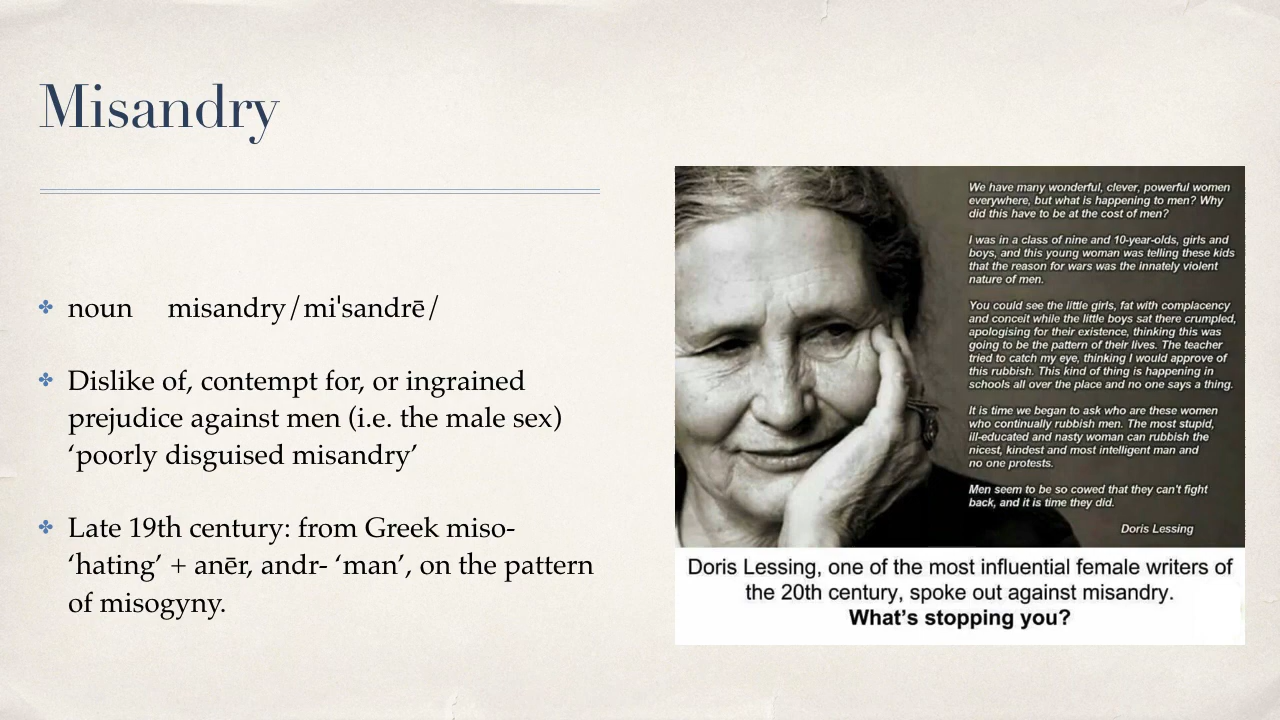 Misandry
noun misandry/miˈsandrē/
Dislike of, contempt for, or ingrained
prejudice against men (i.e. the male sex)
‘poorly disguised misandry’
Late 19th century: from Greek miso-
‘hating’ + anēr, andr- ‘man’, on the pattern
of misogyny.
We have many wonderful, clever, powerful women
everywhere, but what is happening to men? Why
did this have to be at the cost of men?
I was in a class of nine and 10-year-olds, girls and
boys, and this young woman was telling these kids
that the reason for wars was the innately violent
nature of men.
You could see the little girls, fat with complacency
and conceit while the little boys sat there crumpled,
apologising for their existence, thinking this was
going to be the pattern of their lives. The teacher
tried to catch my eye, thinking I would approve of
this rubbish. This kind of thing is happening in
schools all over the place and no one says a thing.
It is time we began to ask who are these women
who continually rubbish men. The most stupid,
ill-educated and nasty woman can rubbish the
nicest, kindest and most intelligent man and
no one protests.
Men seem to be so cowed that they can't fight
back, and it is time they did.
Doris Lessing
Doris Lessing, one of the most influential female writers of
the 20th century, spoke out against misandry.
What’s stopping you?